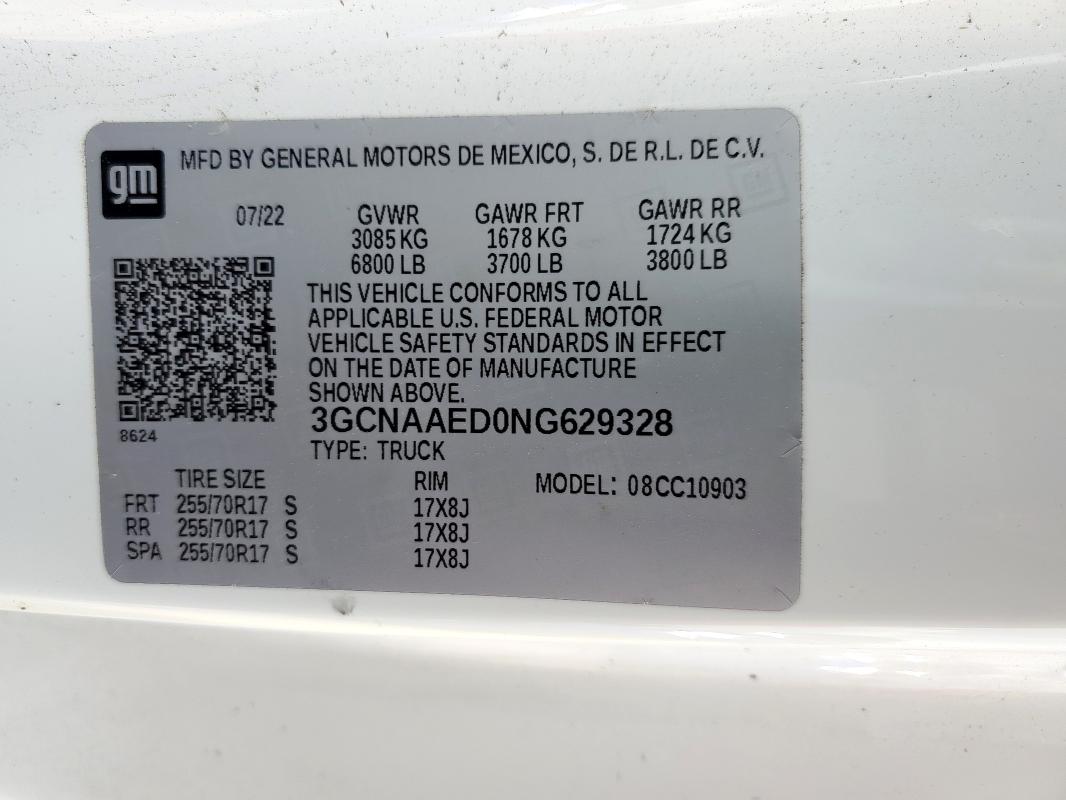 gm MFD BY GENERAL MOTORS DE MEXICO, S. DE R.L. DE C.V.
07/22 GVWR GAWR FRT GAWR RR
3085 KG 1678 KG 1724 KG
6800 LB 3700 LB 3800 LB
THIS VEHICLE CONFORMS TO ALL
APPLICABLE U.S. FEDERAL MOTOR
VEHICLE SAFETY STANDARDS IN EFFECT
ON THE DATE OF MANUFACTURE
SHOWN ABOVE.
3GCNAAED0NG629328
8624
TYPE: TRUCK
TIRE SIZE RIM MODEL: 08CC10903
FRT 255/70R17 S 17X8J
RR 255/70R17 S 17X8J
SPA 255/70R17 S 17X8J